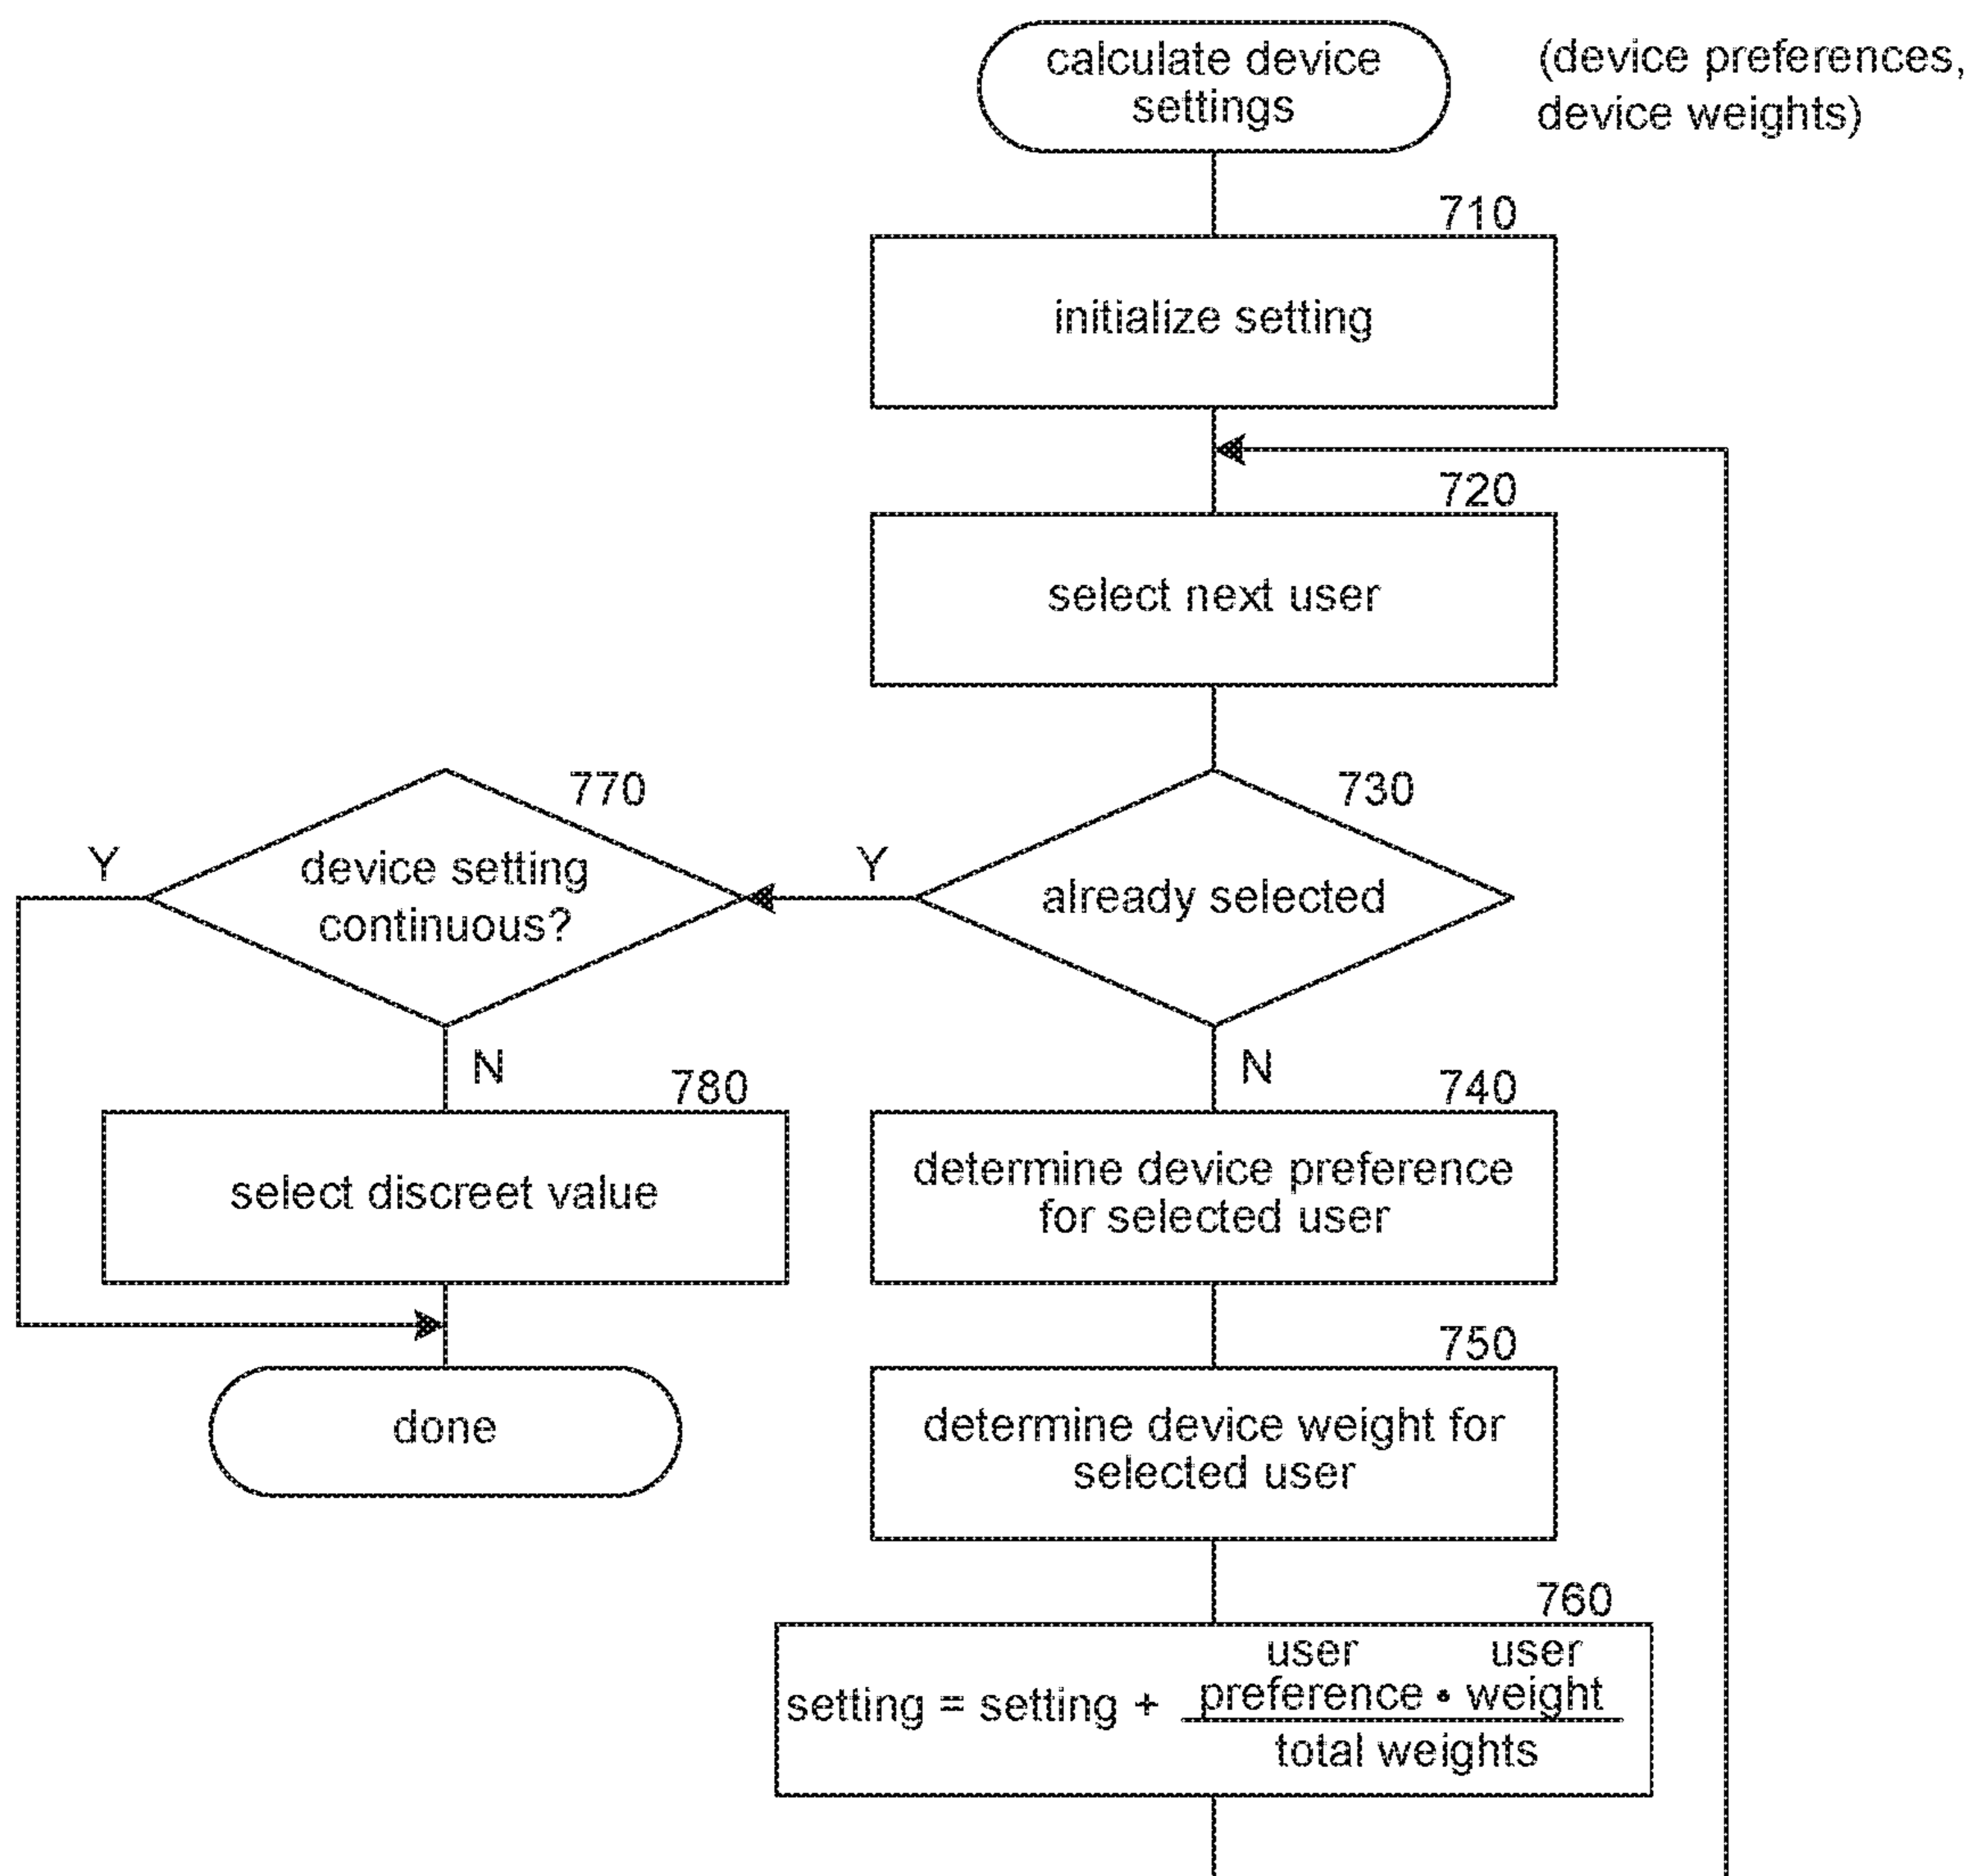 calculate device
settings
(device preferences,
device weights)
710
initialize setting
720
select next user
730
already selected
Y
N
770
device setting
continuous?
Y
N
780
select discreet value
done
740
determine device preference
for selected user
750
determine device weight for
selected user
760
user user
setting = setting + preference • weight
total weights